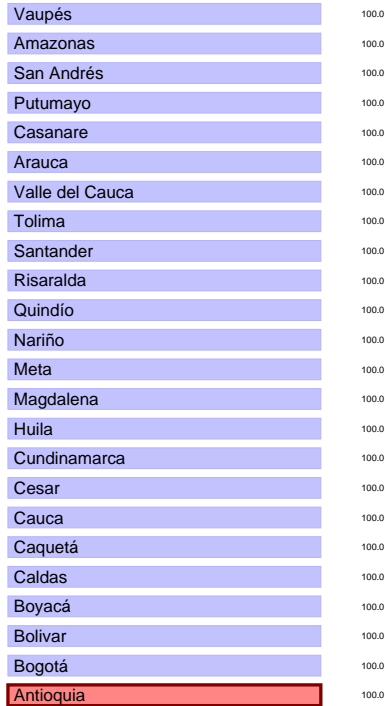 Vaupés 100.0
Amazonas 100.0
San Andrés 100.0
Putumayo 100.0
Casanare 100.0
Arauca 100.0
Valle del Cauca 100.0
Tolima 100.0
Santander 100.0
Risaralda 100.0
Quindío 100.0
Nariño 100.0
Meta 100.0
Magdalena 100.0
Huila 100.0
Cundinamarca 100.0
Cesar 100.0
Cauca 100.0
Caquetá 100.0
Caldas 100.0
Boyacá 100.0
Bolivar 100.0
Bogotá 100.0
Antioquia 100.0